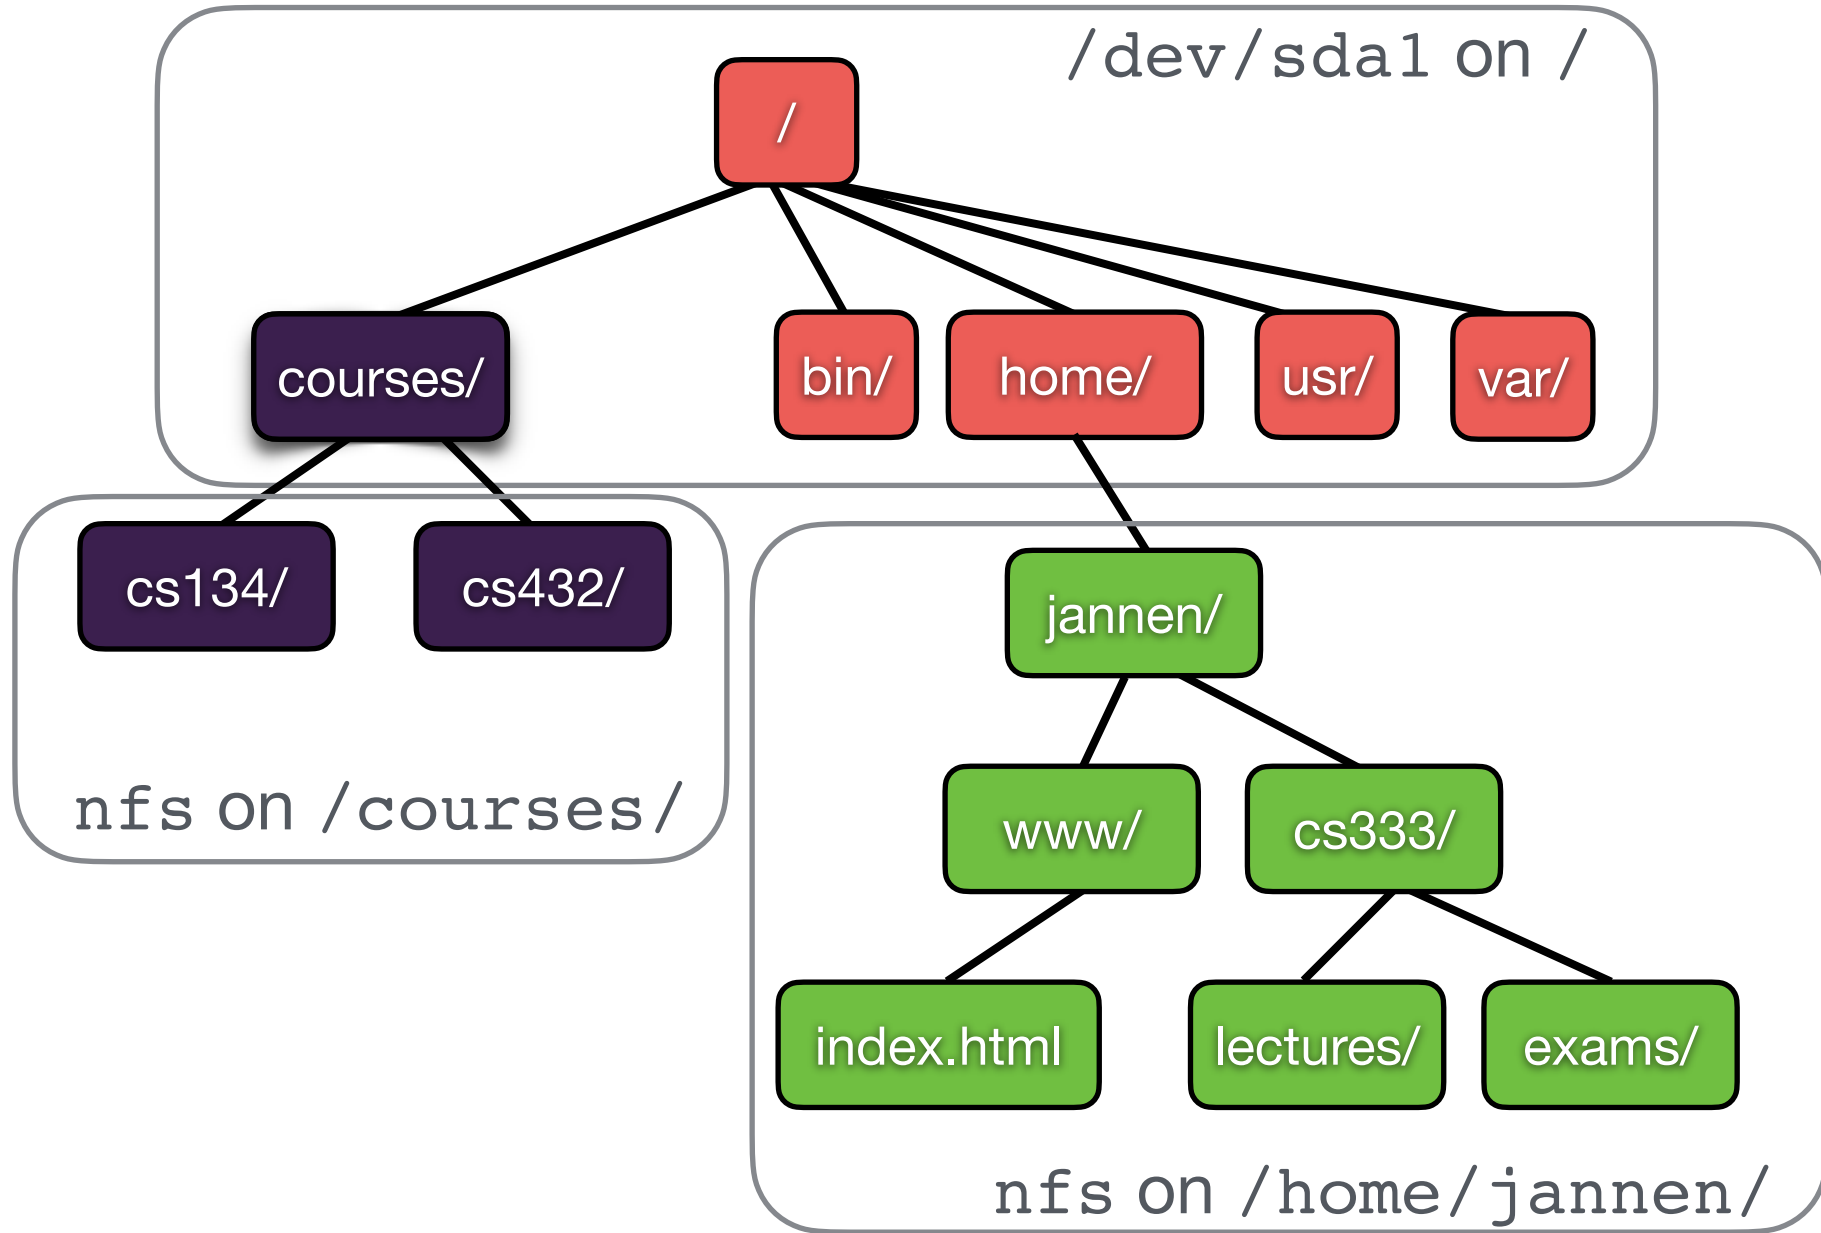 /dev/sda1 on /
/
courses/
bin/
home/
usr/
var/
cs134/
cs432/
jannen/
nfs on /courses/
www/
cs333/
index.html
lectures/
exams/
nfs on /home/jannen/